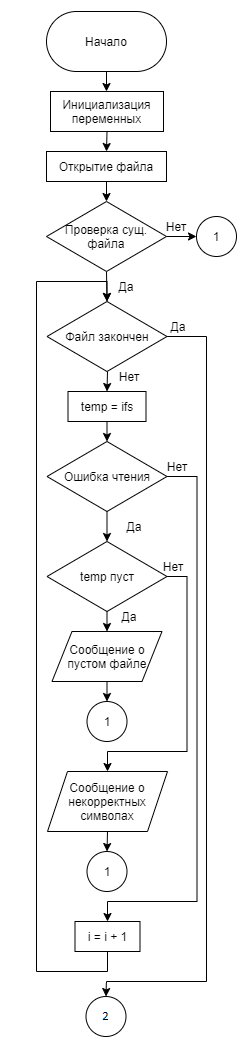 Начало
Инициализация
переменных
Открытие файла
Проверка сущ.
файла
Нет
1
Да
Файл закончен
Да
Нет
temp = ifs
Ошибка чтения
Нет
Да
temp пуст
Нет
Да
Сообщение о
пустом файле
1
Сообщение о
некорректных
символах
1
i = i + 1
2